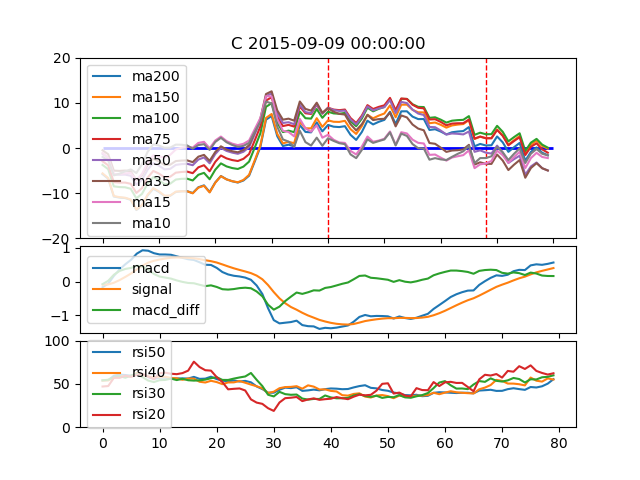 C 2015-09-09 00:00:00
20
10
0
−10
−20
ma200
ma150
ma100
ma75
ma50
ma35
ma15
ma10
1
0
−1
macd
signal
macd_diff
100
50
0
rsi50
rsi40
rsi30
rsi20
0 10 20 30 40 50 60 70 80